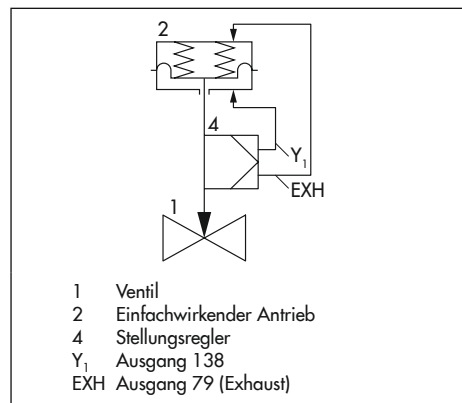 2
4
Y₁
EXH
1
1 Ventil
2 Einfachwirkender Antrieb
4 Stellungsregler
Y₁ Ausgang 138
EXH Ausgang 79 (Exhaust)